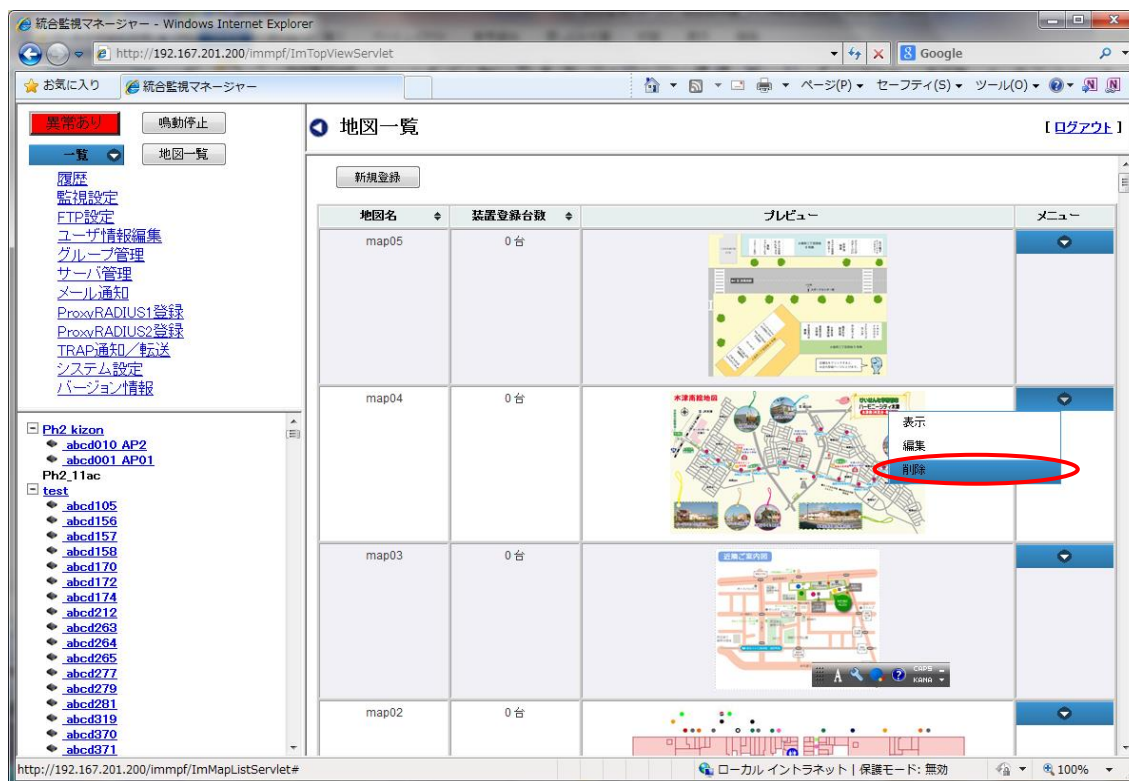 統合監視マネージャー - Windows Internet Explorer
http://192.167.201.200/immpf/ImTopViewServlet
Google
お気に入り
統合監視マネージャー
ページ(P)
セーフティ(S)
ツール(O)
異常あり
鳴動停止
一覧
地図一覧
履歴
監視設定
FTP設定
ユーザ情報編集
グループ管理
サーバ管理
メール通知
ProxyRADIUS1登録
ProxyRADIUS2登録
TRAP通知／転送
システム設定
バージョン情報
Ph2 kizon
abcd010 AP2
abcd001 AP01
Ph2_11ac
test
abcd105
abcd156
abcd157
abcd158
abcd170
abcd172
abcd174
abcd212
abcd263
abcd264
abcd265
abcd277
abcd279
abcd281
abcd319
abcd370
abcd371
地図一覧
[ ログアウト ]
新規登録
地図名 装置登録台数 プレビュー メニュー
map05 0 台
map04 0 台
表示
編集
削除
map03 0 台
近隣ご案内図
A CAPS
KANA
map02 0 台
http://192.167.201.200/immpf/ImMapListServlet#
ローカル イントラネット | 保護モード: 無効
100%